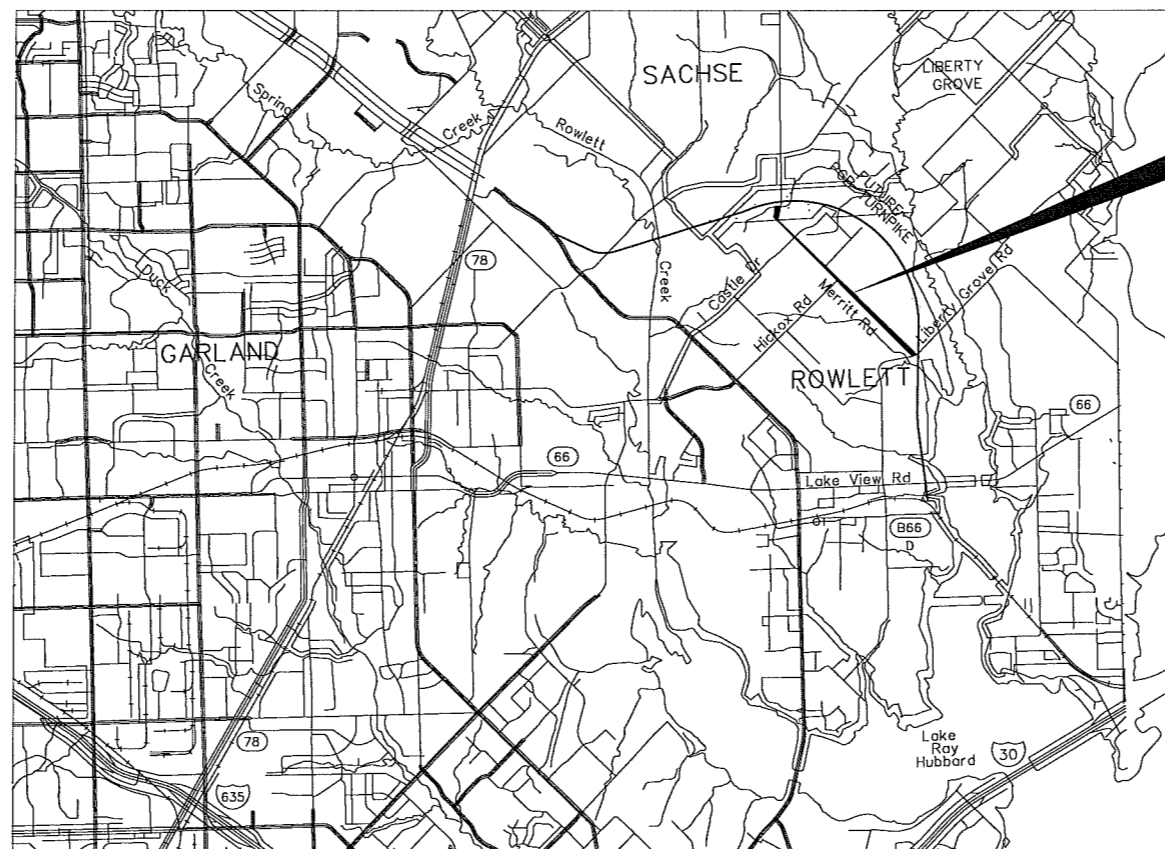 SACHSE
LIBERTY
GROVE
Spring
Creek
Rowlett
Creek
FUTURE
PGBT TURNPIKE
78
Castle Dr
Hickox Rd
Merritt Rd
Liberty Grove Rd
Duck
Creek
GARLAND
ROWLETT
66
66
Lake View Rd
B66
D
78
635
Lake
Ray
Hubbard
30